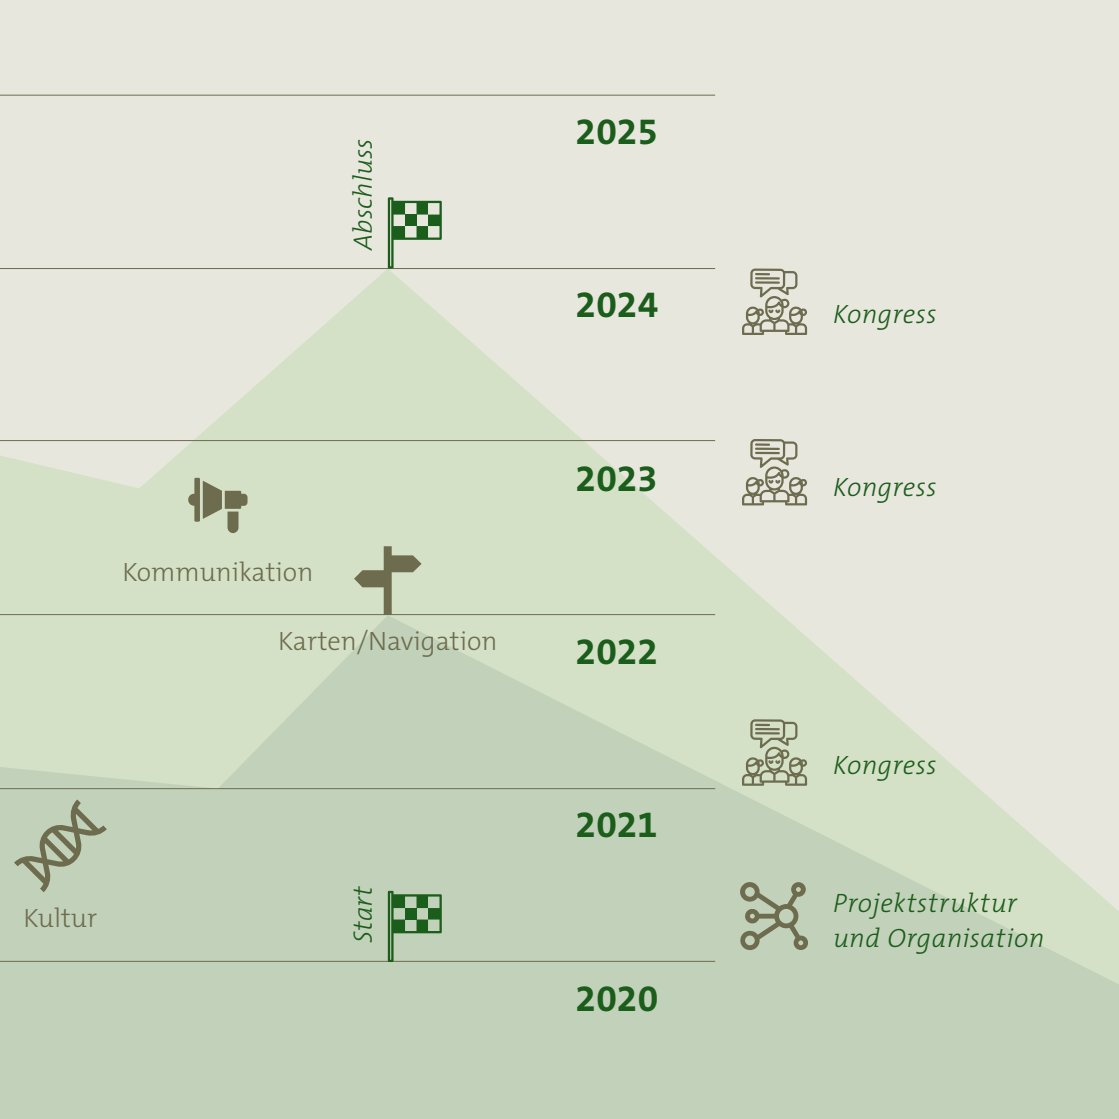 2025
Abschluss
2024
Kongress
2023
Kongress
Kommunikation
Karten/Navigation
2022
Kongress
2021
Kultur
Start
Projektstruktur
und Organisation
2020